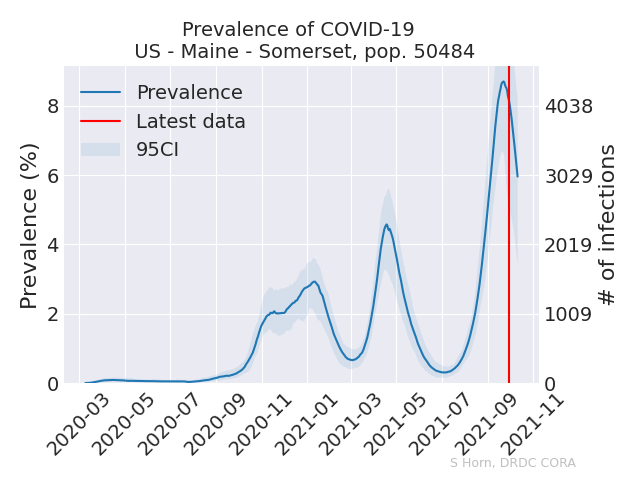 Prevalence of COVID-19
US - Maine - Somerset, pop. 50484
Prevalence
Latest data
95CI
Prevalence (%)
8
6
4
2
0
4038
3029
2019
1009
0
# of infections
2020-03
2020-05
2020-07
2020-09
2020-11
2021-01
2021-03
2021-05
2021-07
2021-09
2021-11
S Horn, DRDC CORA